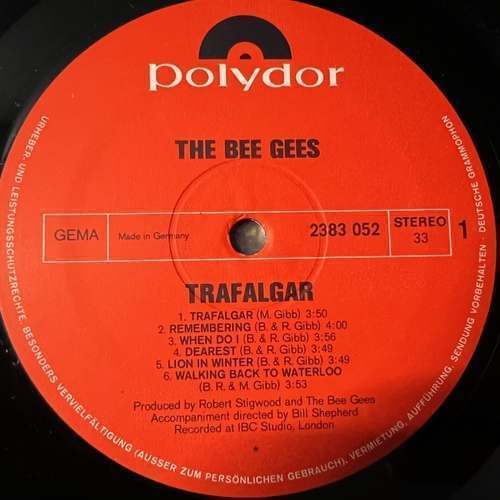 polydor
THE BEE GEES
GEMA
Made in Germany
2383 052
STEREO
33
1
TRAFALGAR
1. TRAFALGAR (M. Gibb) 3:50
2. REMEMBERING (B. & R. Gibb) 4:00
3. WHEN DO I (B. & R. Gibb) 3:56
4. DEAREST (B. & R. Gibb) 3:49
5. LION IN WINTER (B. & R. Gibb) 3:49
6. WALKING BACK TO WATERLOO
(B. R. & M. Gibb) 3:53
Produced by Robert Stigwood and The Bee Gees
Accompaniment directed by Bill Shepherd
Recorded at IBC Studio, London
*
URHEBER- UND LEISTUNGSSCHUTZRECHTE VORBEHALTEN. BESONDERS VERVIELFÄLTIGUNG (AUSSER ZUM PERSÖNLICHEN GEBRAUCH), VERMIETUNG, AUFFÜHRUNG, SENDUNG VORBEHALTEN · DEUTSCHE GRAMMOPHON